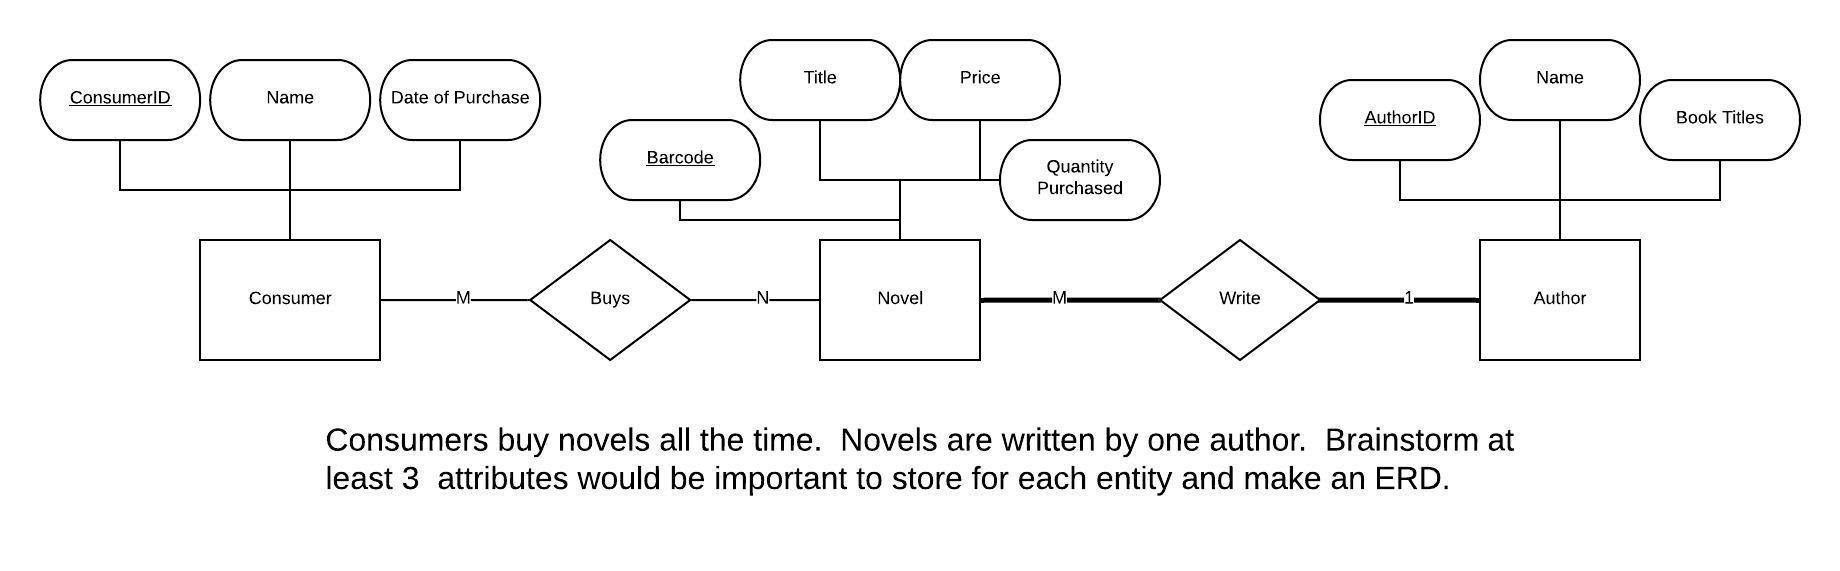 Title
Price
Name
ConsumerID
Name
Date of Purchase
AuthorID
Book Titles
Barcode
Quantity
Purchased
Consumer
M
Buys
N
Novel
M
Write
1
Author
Consumers buy novels all the time.  Novels are written by one author.  Brainstorm at
least 3  attributes would be important to store for each entity and make an ERD.